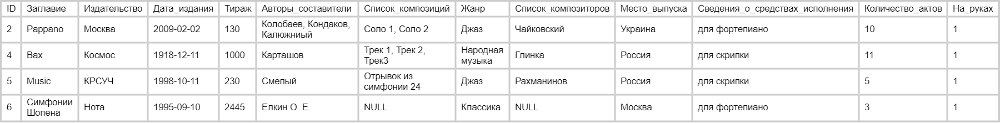 ID Заглавие Издательство Дата_издания Тираж Авторы_составители Список_композиций Жанр Список_композиторов Место_выпуска Сведения_о_средствах_исполнения Количество_актов На_руках
2 Pappano Москва 2009-02-02 130 Колобаев, Кондаков, Калюжниый Соло 1, Соло 2 Джаз Чайковский Украина для фортепиано 10 1
4 Вах Космос 1918-12-11 1000 Карташов Трек 1, Трек 2, Трек3 Народная музыка Глинка Россия для скрипки 11 1
5 Music КРСУЧ 1998-10-11 230 Смелый Отрывок из симфонии 24 Джаз Рахманинов Россия для скрипки 5 1
6 Симфонии Шопена Нота 1995-09-10 2445 Елкин О. Е. NULL Классика NULL Москва для фортепиано 3 1